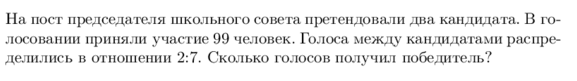 На пост председателя школьного совета претендовали два кандидата. В го-
лосовании приняли участие 99 человек. Голоса между кандидатами распре-
делились в отношении 2:7. Сколько голосов получил победитель?